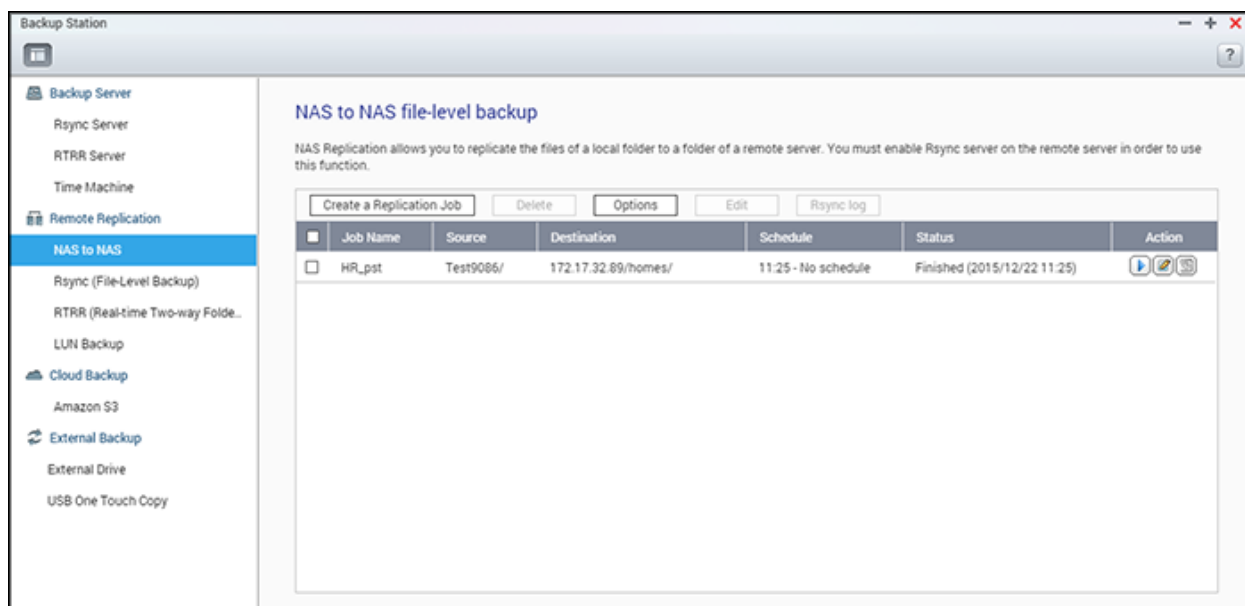 Backup Station
?
Backup Server
Rsync Server
RTRR Server
Time Machine
Remote Replication
NAS to NAS
Rsync (File-Level Backup)
RTRR (Real-time Two-way Folde..
LUN Backup
Cloud Backup
Amazon S3
External Backup
External Drive
USB One Touch Copy
NAS to NAS file-level backup
NAS Replication allows you to replicate the files of a local folder to a folder of a remote server. You must enable Rsync server on the remote server in order to use
this function.
Create a Replication Job Delete Options Edit Rsync log
Job Name Source Destination Schedule Status Action
HR_pst Test9086/ 172.17.32.89/homes/ 11:25 - No schedule Finished (2015/12/22 11:25)